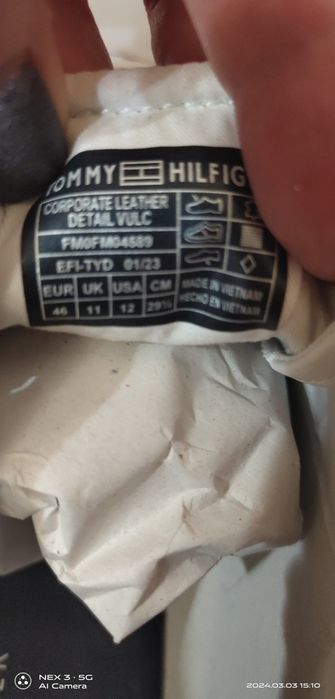 TOMMY HILFIG
CORPORATE LEATHER
DETAIL VULC
FM0FM04589
EFI-TYD 01/23
EUR UK USA CM
46 11 12 29½
MADE IN VIETNAM
HECHO EN VIETNAM
NEX 3 · 5G
AI Camera
2024.03.03 15:10